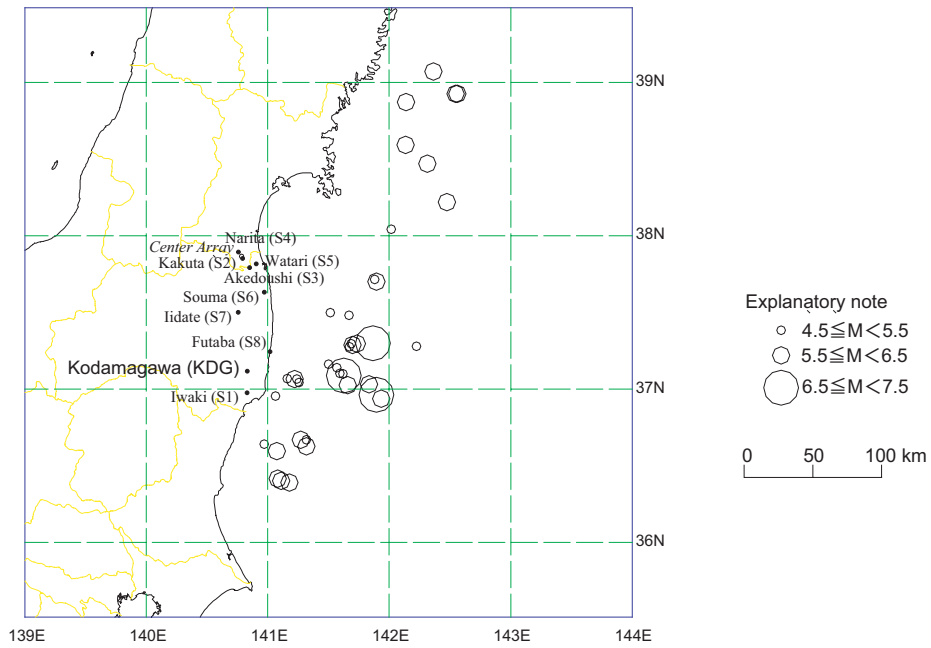 39N
38N
Narita (S4)
Center Array
Kakuta (S2)
Watari (S5)
Akedoushi (S3)
Souma (S6)
Iidate (S7)
Futaba (S8)
Kodamagawa (KDG)
Iwaki (S1)
37N
36N
139E 140E 141E 142E 143E 144E
Explanatory note
4.5≦M<5.5
5.5≦M<6.5
6.5≦M<7.5
0 50 100 km